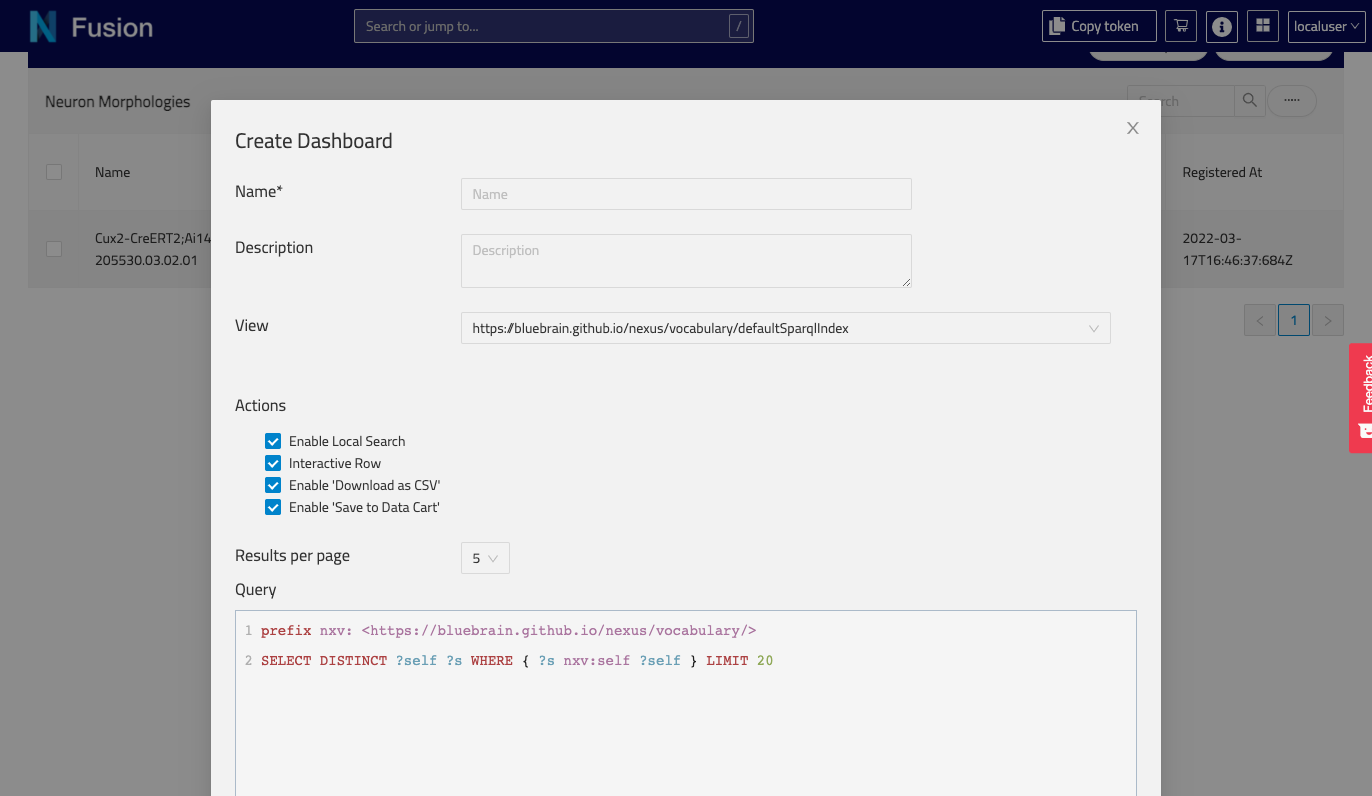 Fusion
Search or jump to...
/
Copy token
localuser
Neuron Morphologies
Name
Registered At
Cux2-CreERT2;Ai14
205530.03.02.01
2022-03-
17T16:46:37:684Z
1
Feedback
Create Dashboard
Name*
Name
Description
Description
View
https://bluebrain.github.io/nexus/vocabulary/defaultSparqlIndex
Actions
Enable Local Search
Interactive Row
Enable 'Download as CSV'
Enable 'Save to Data Cart'
Results per page
5
Query
1 prefix nxv: <https://bluebrain.github.io/nexus/vocabulary/>
2 SELECT DISTINCT ?self ?s WHERE { ?s nxv:self ?self } LIMIT 20